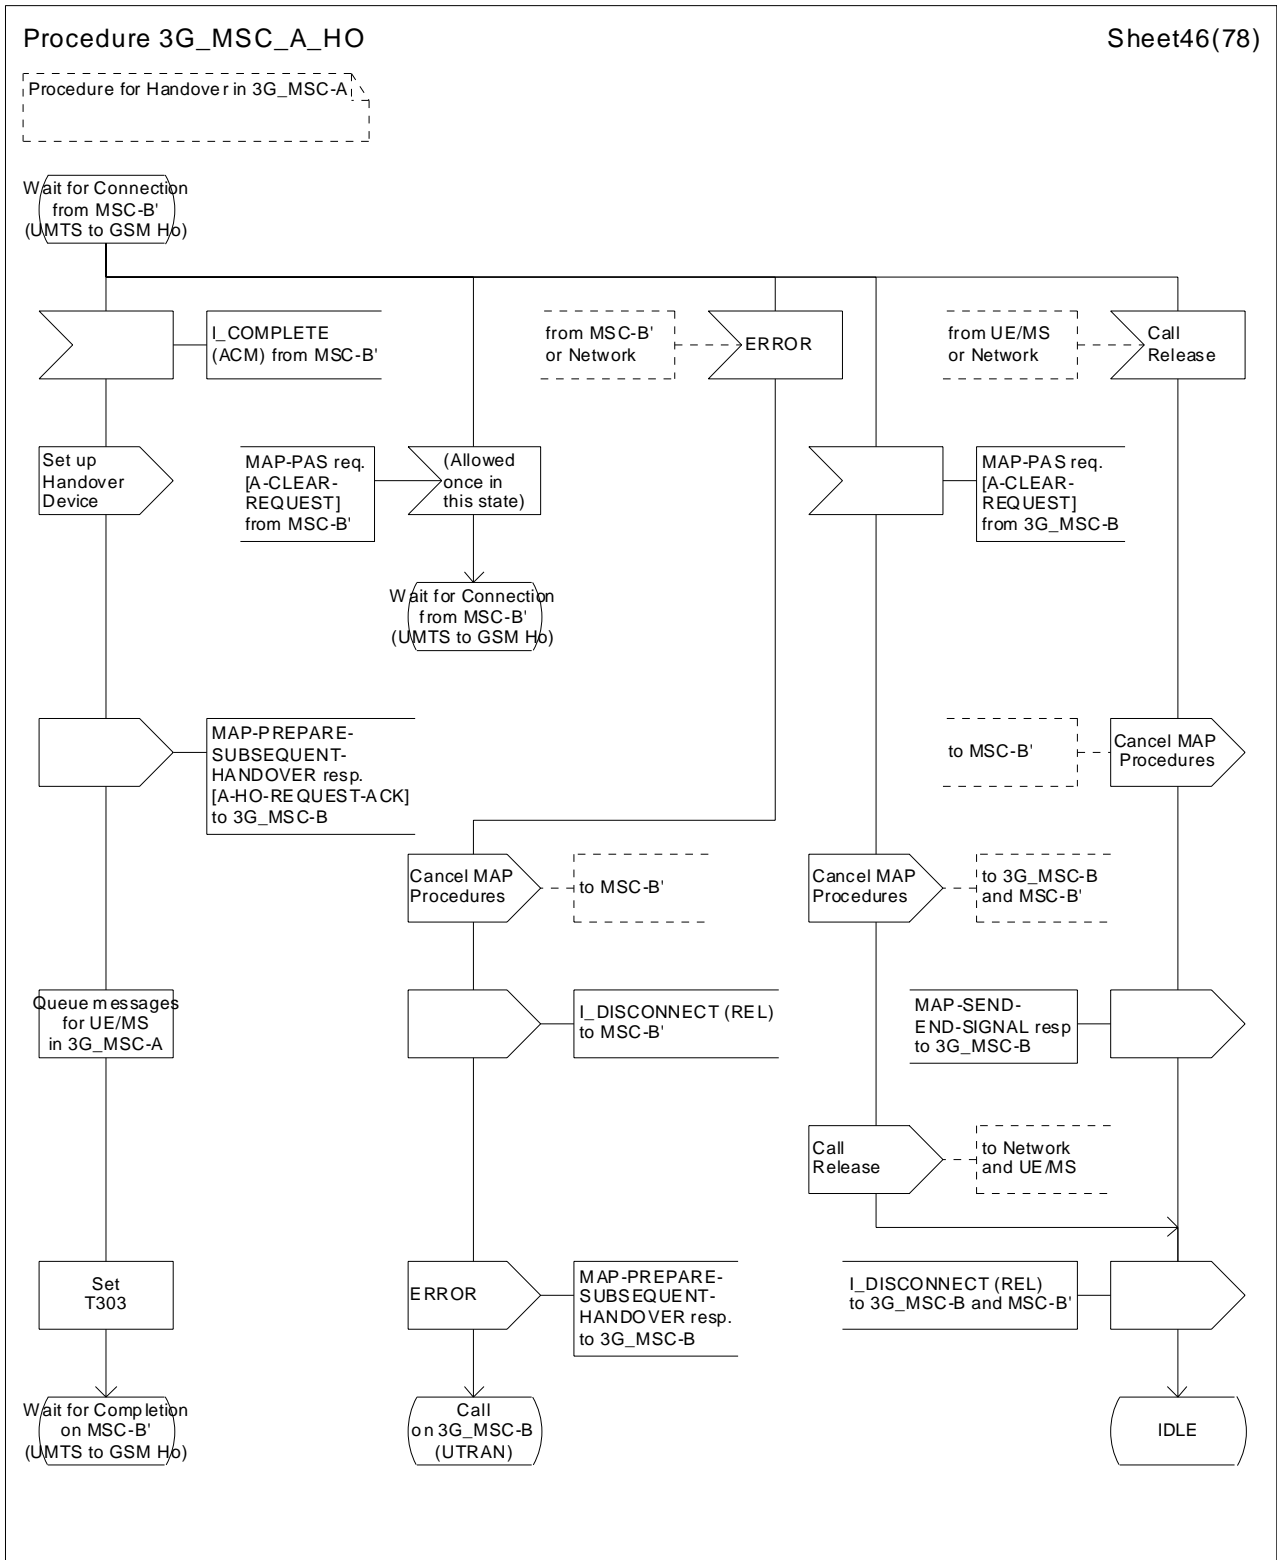 Procedure 3G_MSC_A_HO
Sheet46(78)
Procedure for Handover in 3G_MSC-A
Wait for Connection
from MSC-B'
(UMTS to GSM Ho)
I_COMPLETE
(ACM) from MSC-B'
from MSC-B'
or Network
ERROR
from UE/MS
or Network
Call
Release
Set up
Handover
Device
MAP-PAS req.
[A-CLEAR-
REQUEST]
from MSC-B'
(Allowed
once in
this state)
MAP-PAS req.
[A-CLEAR-
REQUEST]
from 3G_MSC-B
Wait for Connection
from MSC-B'
(UMTS to GSM Ho)
MAP-PREPARE-
SUBSEQUENT-
HANDOVER resp.
[A-HO-REQUEST-ACK]
to 3G_MSC-B
to MSC-B'
Cancel MAP
Procedures
Cancel MAP
Procedures
to MSC-B'
Cancel MAP
Procedures
to 3G_MSC-B
and MSC-B'
Queue messages
for UE/MS
in 3G_MSC-A
I_DISCONNECT (REL)
to MSC-B'
MAP-SEND-
END-SIGNAL resp
to 3G_MSC-B
Call
Release
to Network
and UE/MS
Set
T303
ERROR
MAP-PREPARE-
SUBSEQUENT-
HANDOVER resp.
to 3G_MSC-B
I_DISCONNECT (REL)
to 3G_MSC-B and MSC-B'
Wait for Completion
on MSC-B'
(UMTS to GSM Ho)
Call
on 3G_MSC-B
(UTRAN)
IDLE